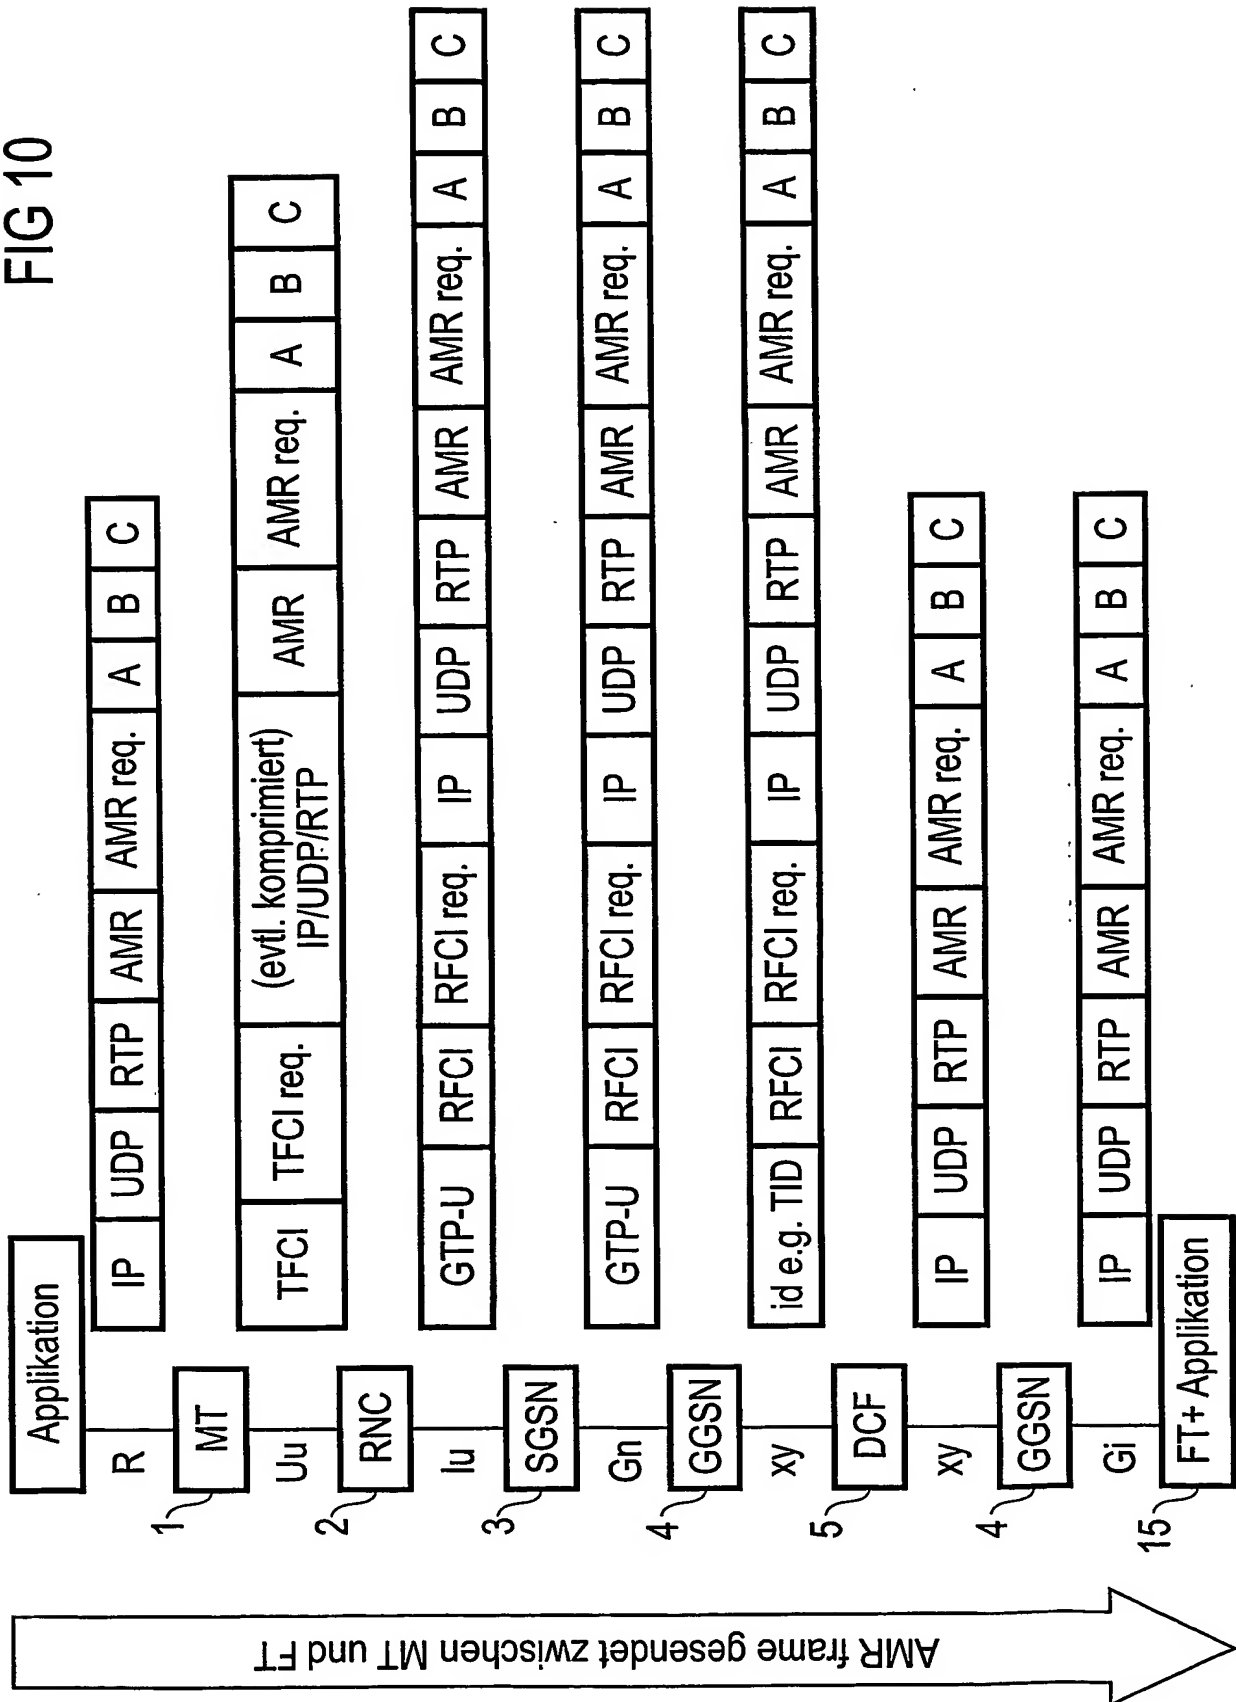 FIG 10
Applikation
R
IP UDP RTP AMR AMR req. A B C
1 MT
Uu
TFCI TFCI req. (evtl. komprimiert) IP/UDP/RTP AMR AMR req. A B C
2 RNC
Iu
GTP-U RFCI RFCI req. IP UDP RTP AMR AMR req. A B C
3 SGSN
Gn
GTP-U RFCI RFCI req. IP UDP RTP AMR AMR req. A B C
4 GGSN
xy
id e.g. TID RFCI RFCI req. IP UDP RTP AMR AMR req. A B C
5 DCF
xy
IP UDP RTP AMR AMR req. A B C
4 GGSN
Gi
IP UDP RTP AMR AMR req. A B C
15 FT+ Applikation
AMR frame gesendet zwischen MT und FT